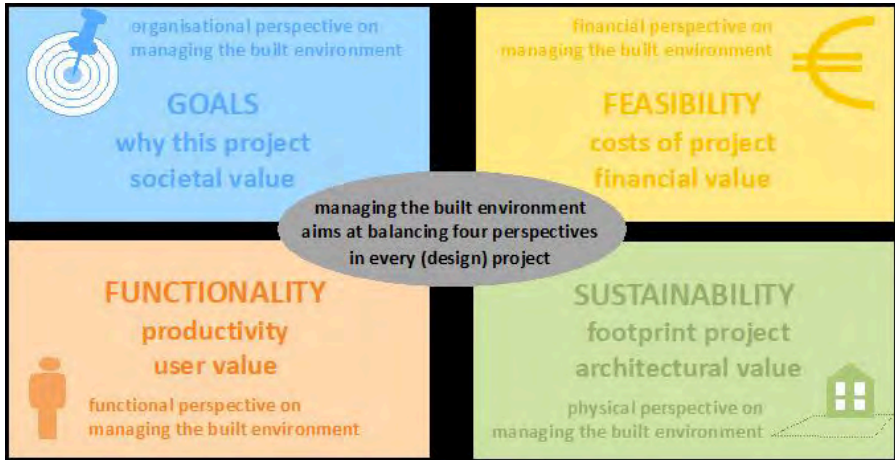 organisational perspective on
managing the built environment
GOALS
why this project
societal value
financial perspective on
managing the built environment
FEASIBILITY
costs of project
financial value
managing the built environment
aims at balancing four perspectives
in every (design) project
FUNCTIONALITY
productivity
user value
functional perspective on
managing the built environment
SUSTAINABILITY
footprint project
architectural value
physical perspective on
managing the built environment